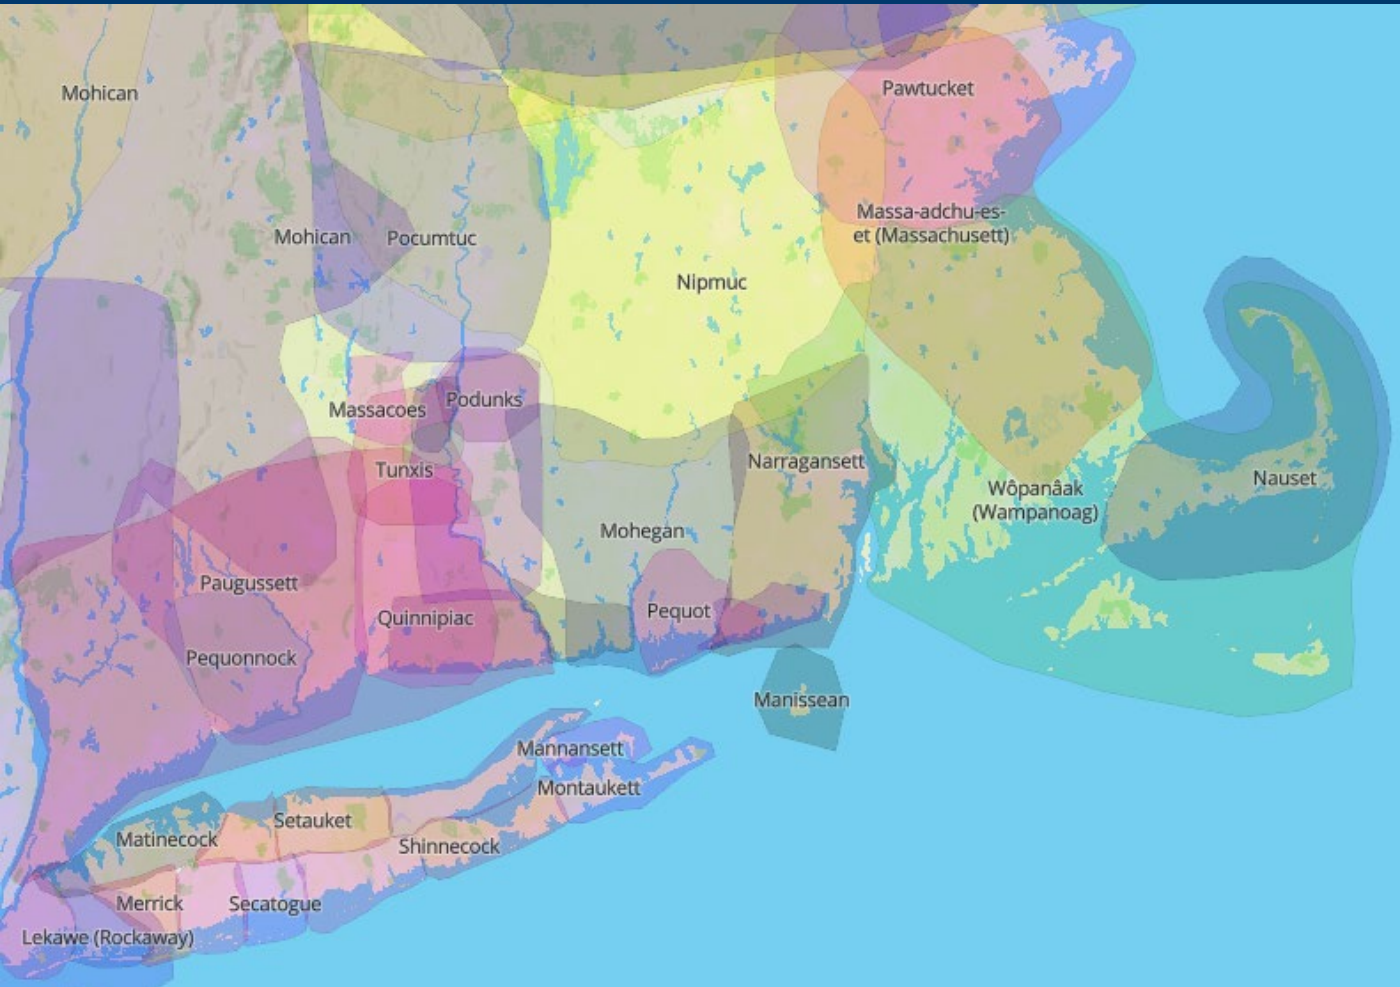 Mohican
Pawtucket
Massa-adchu-es-
et (Massachusett)
Mohican
Pocumtuc
Nipmuc
Podunks
Massacoes
Tunxis
Narragansett
Nauset
Wôpanâak
(Wampanoag)
Mohegan
Paugussett
Quinnipiac
Pequot
Pequonnock
Manissean
Mannansett
Montaukett
Setauket
Matinecock
Shinnecock
Merrick
Secatogue
Lekawe (Rockaway)